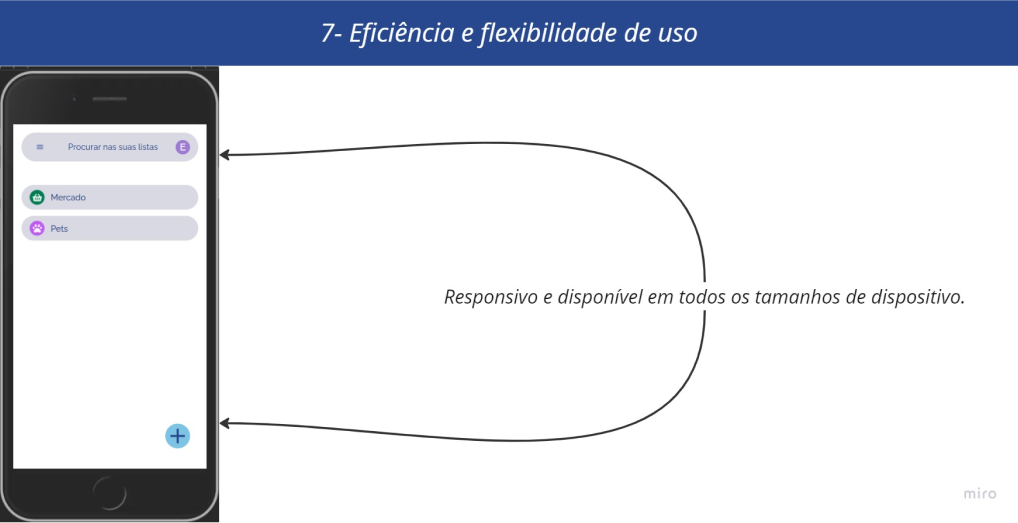 7- Eficiência e flexibilidade de uso
Procurar nas suas listas
E
Mercado
Pets
Responsivo e disponível em todos os tamanhos de dispositivo.
miro